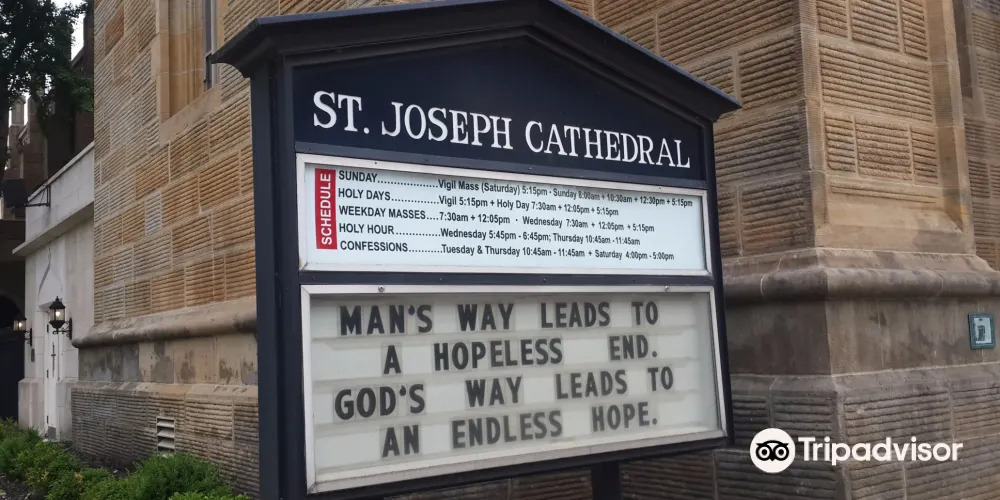 ST. JOSEPH CATHEDRAL
SCHEDULE
SUNDAY..................Vigil Mass (Saturday) 5:15pm · Sunday 8:00am + 10:30am + 12:30pm + 5:15pm
HOLY DAYS...............Vigil 5:15pm + Holy Day 7:30am + 12:05pm + 5:15pm
WEEKDAY MASSES....7:30am + 12:05pm · Wednesday 7:30am + 12:05pm + 5:15pm
HOLY HOUR...............Wednesday 5:45pm - 6:45pm; Thursday 10:45am -11:45am
CONFESSIONS...........Tuesday & Thursday 10:45am - 11:45am + Saturday 4:00pm - 5:00pm
MAN'S WAY LEADS TO
A HOPELESS END.
GOD'S WAY LEADS TO
AN ENDLESS HOPE.
Tripadvisor